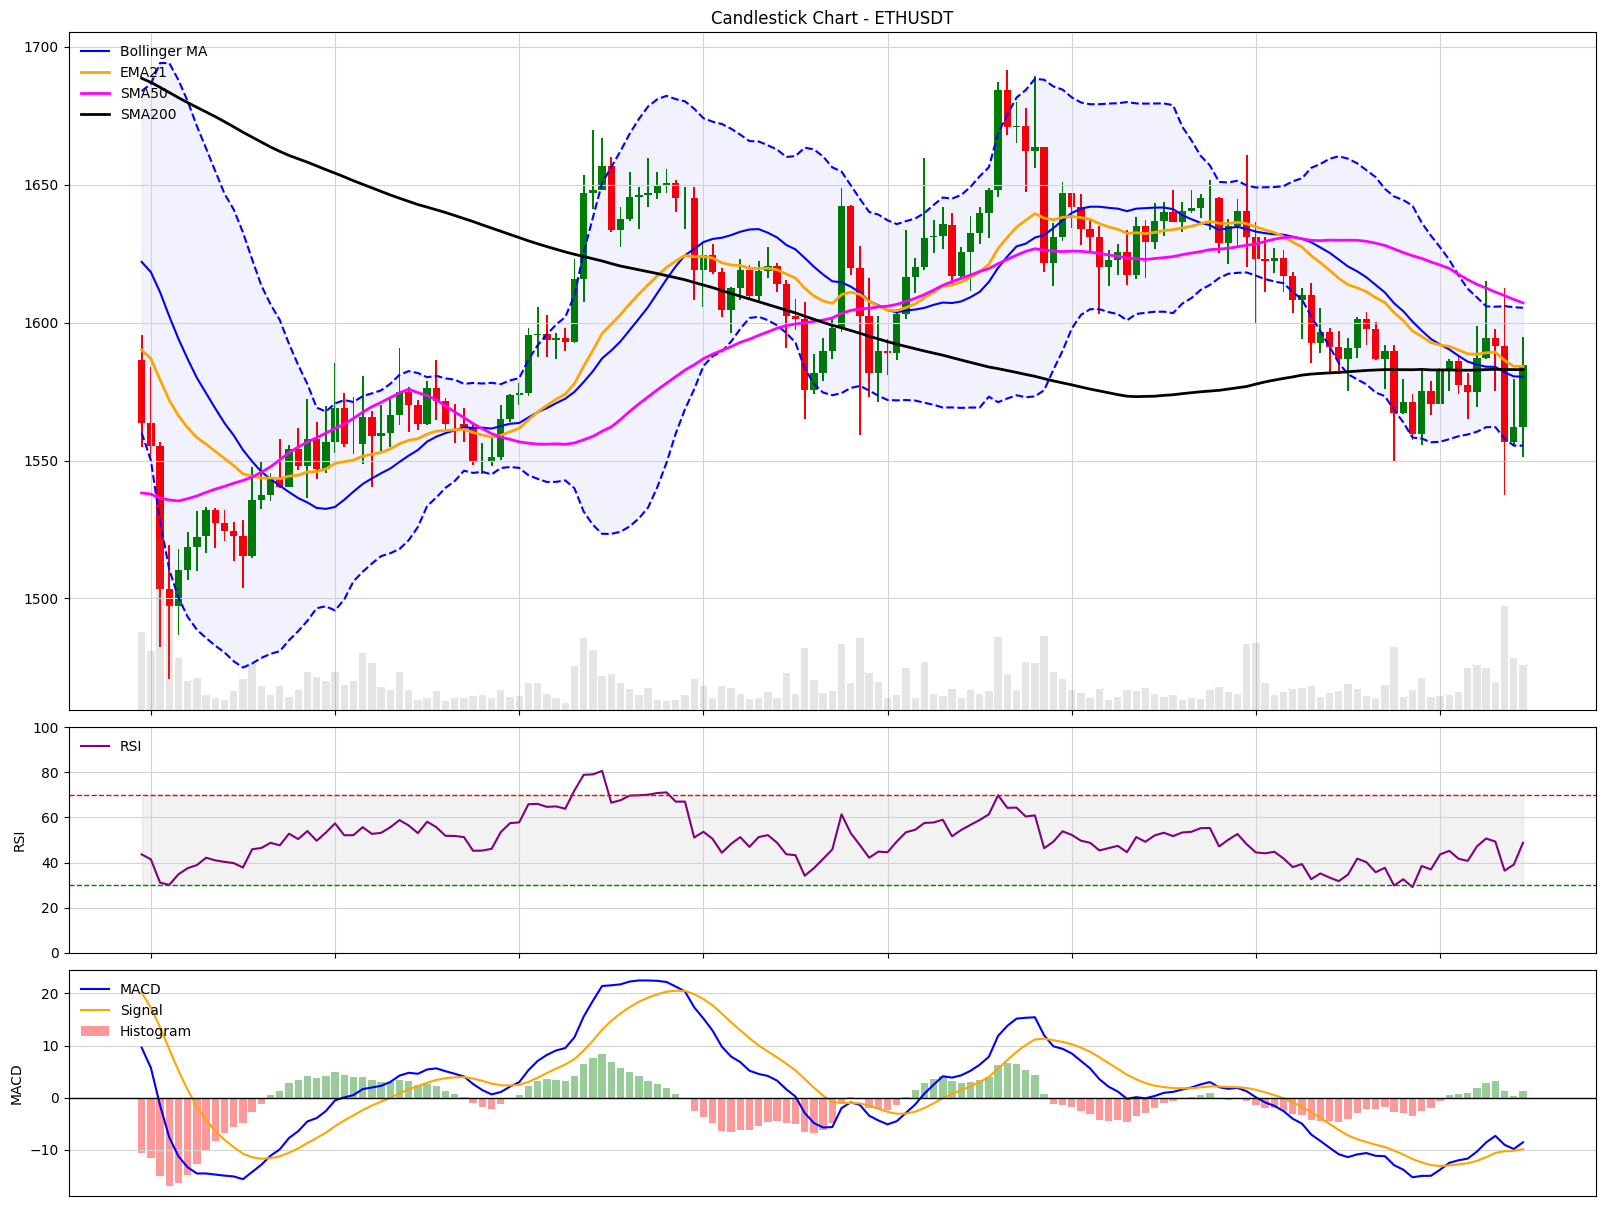 Candlestick Chart - ETHUSDT
1700
1650
1600
1550
1500
Bollinger MA
EMA21
SMA50
SMA200
100
80
60
40
20
0
RSI
RSI
20
10
0
−10
MACD
MACD
Signal
Histogram